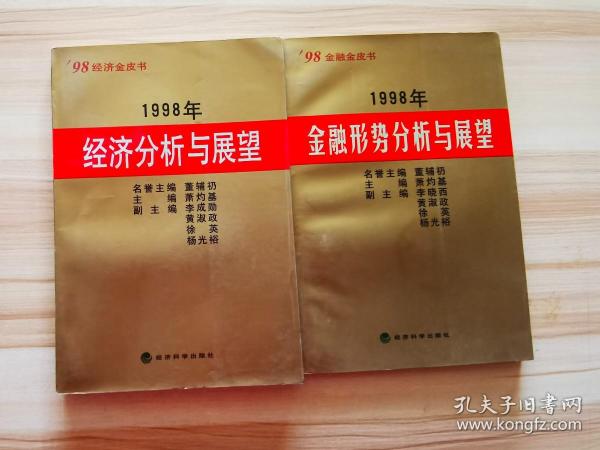 '98经济金皮书
1998年
经济分析与展望
名誉主编 董辅礽
主编 萧灼基
副主编 李成勋
黄淑政
徐英
杨光裕
经济科学出版社
'98金融金皮书
1998年
金融形势分析与展望
名誉主编 董辅礽
主编 萧灼基
副主编 李晓西
黄淑政
徐英
杨光裕
经济科学出版社
孔夫子旧书网
www.kongfz.com